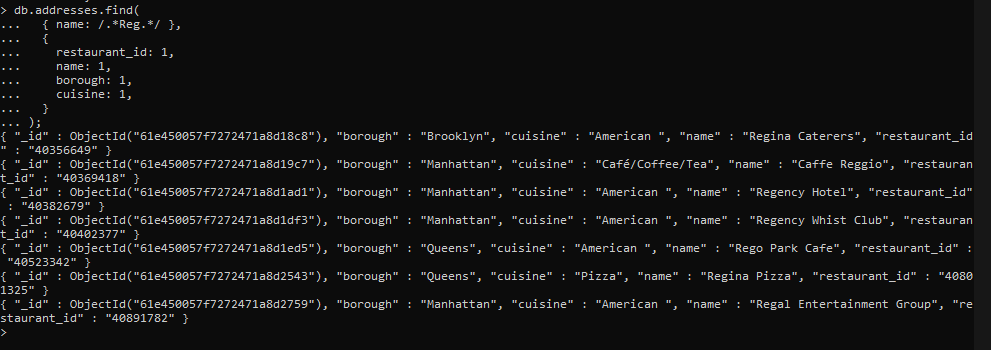 > db.addresses.find(
...   { name: /.*Reg.*/ },
...   {
...     restaurant_id: 1,
...     name: 1,
...     borough: 1,
...     cuisine: 1,
...   }
... );
{ "_id" : ObjectId("61e450057f7272471a8d18c8"), "borough" : "Brooklyn", "cuisine" : "American ", "name" : "Regina Caterers", "restaurant_id
" : "40356649" }
{ "_id" : ObjectId("61e450057f7272471a8d19c7"), "borough" : "Manhattan", "cuisine" : "Café/Coffee/Tea", "name" : "Caffe Reggio", "restauran
t_id" : "40369418" }
{ "_id" : ObjectId("61e450057f7272471a8d1ad1"), "borough" : "Manhattan", "cuisine" : "American ", "name" : "Regency Hotel", "restaurant_id"
 : "40382679" }
{ "_id" : ObjectId("61e450057f7272471a8d1df3"), "borough" : "Manhattan", "cuisine" : "American ", "name" : "Regency Whist Club", "restauran
t_id" : "40402377" }
{ "_id" : ObjectId("61e450057f7272471a8d1ed5"), "borough" : "Queens", "cuisine" : "American ", "name" : "Rego Park Cafe", "restaurant_id" :
 "40523342" }
{ "_id" : ObjectId("61e450057f7272471a8d2543"), "borough" : "Queens", "cuisine" : "Pizza", "name" : "Regina Pizza", "restaurant_id" : "4080
1325" }
{ "_id" : ObjectId("61e450057f7272471a8d2759"), "borough" : "Manhattan", "cuisine" : "American ", "name" : "Regal Entertainment Group", "re
staurant_id" : "40891782" }
>